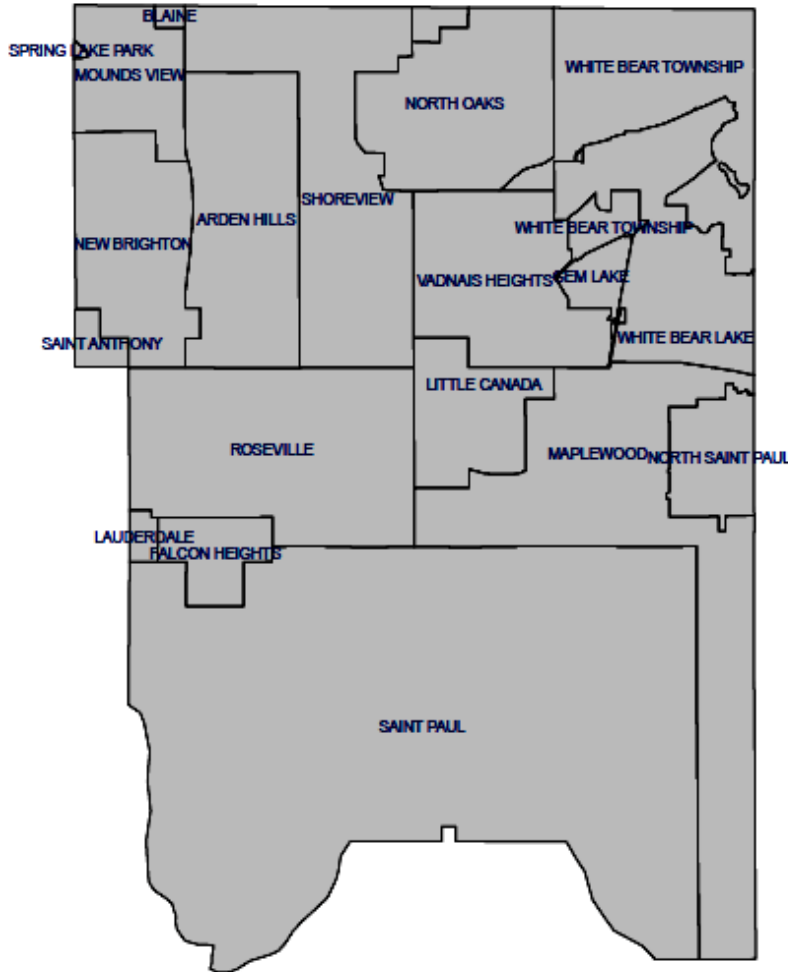 BLAINE
SPRING LAKE PARK
WHITE BEAR TOWNSHIP
MOUNDS VIEW
NORTH OAKS
SHOREVIEW
ARDEN HILLS
WHITE BEAR TOWNSHIP
NEW BRIGHTON
VADNAIS HEIGHTS
GEM LAKE
WHITE BEAR LAKE
SAINT ANTHONY
LITTLE CANADA
ROSEVILLE
MAPLEWOOD
NORTH SAINT PAUL
LAUDERDALE
FALCON HEIGHTS
SAINT PAUL